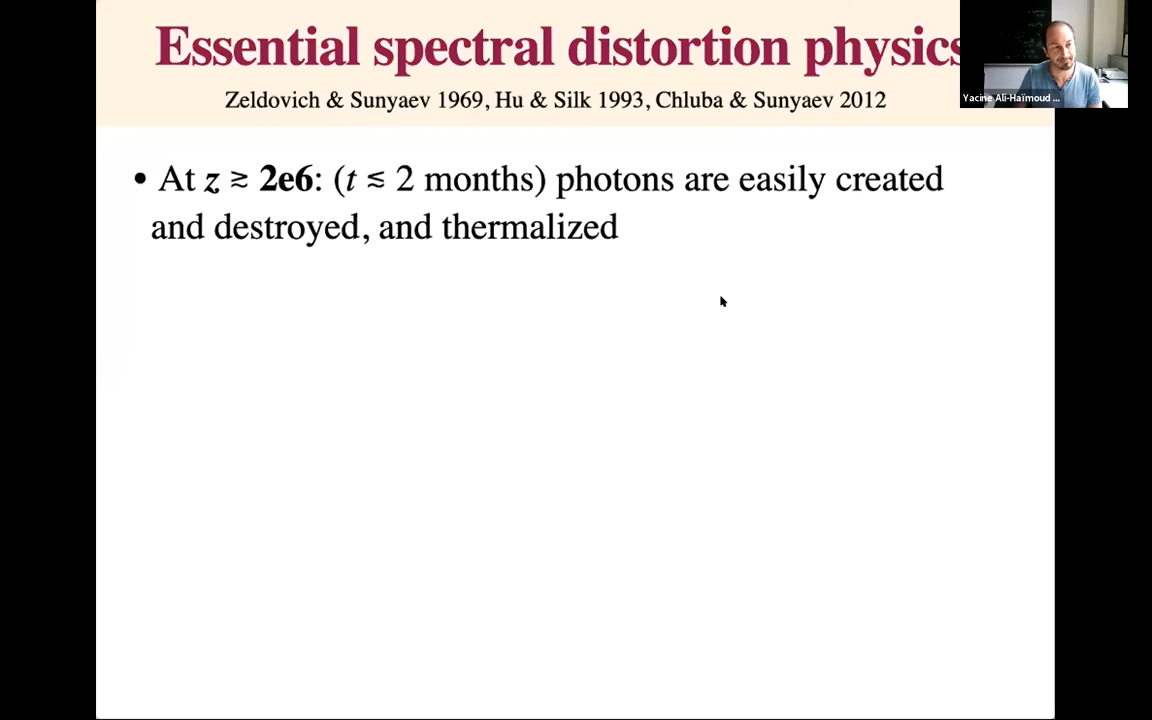 Essential spectral distortion physics
Zeldovich & Sunyaev 1969, Hu & Silk 1993, Chluba & Sunyaev 2012
Yacine Ali-Haïmoud ...
• At z ≳ 2e6: (t ≲ 2 months) photons are easily created
and destroyed, and thermalized